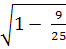 √(1 − 9/25)